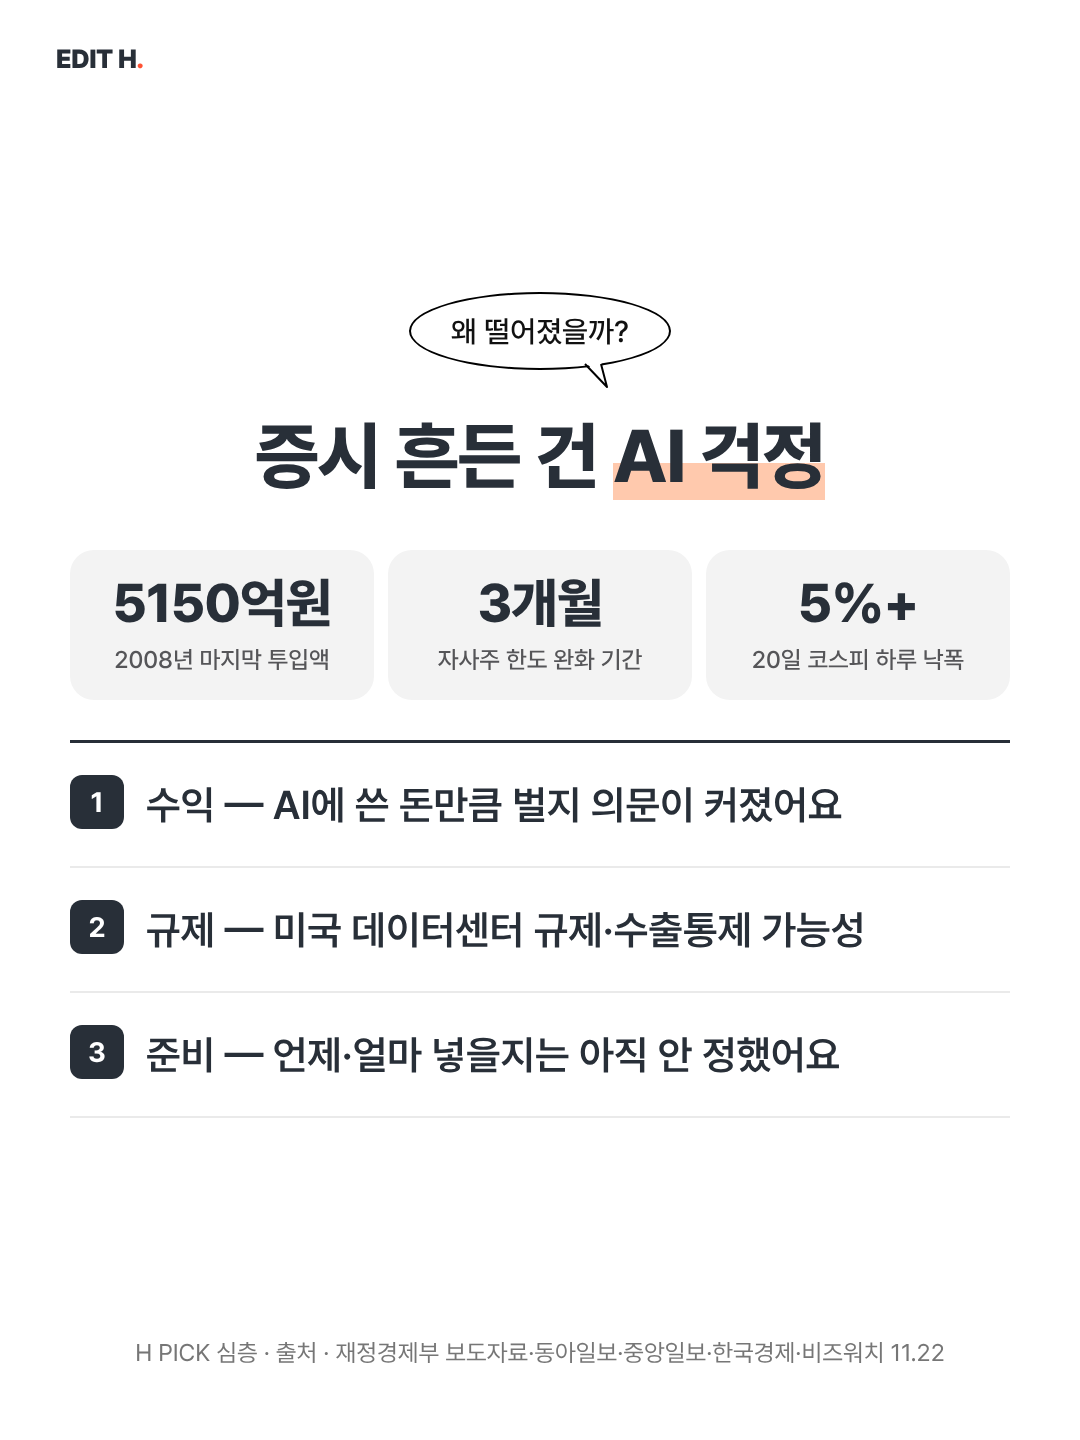 EDIT H.
왜 떨어졌을까?
증시 흔든 건 AI 걱정
5150억원
2008년 마지막 투입액
3개월
자사주 한도 완화 기간
5%+
20일 코스피 하루 낙폭
1 수익 — AI에 쓴 돈만큼 벌지 의문이 커졌어요
2 규제 — 미국 데이터센터 규제·수출통제 가능성
3 준비 — 언제·얼마 넣을지는 아직 안 정했어요
H PICK 심층 · 출처 · 재정경제부 보도자료·동아일보·중앙일보·한국경제·비즈워치 11.22